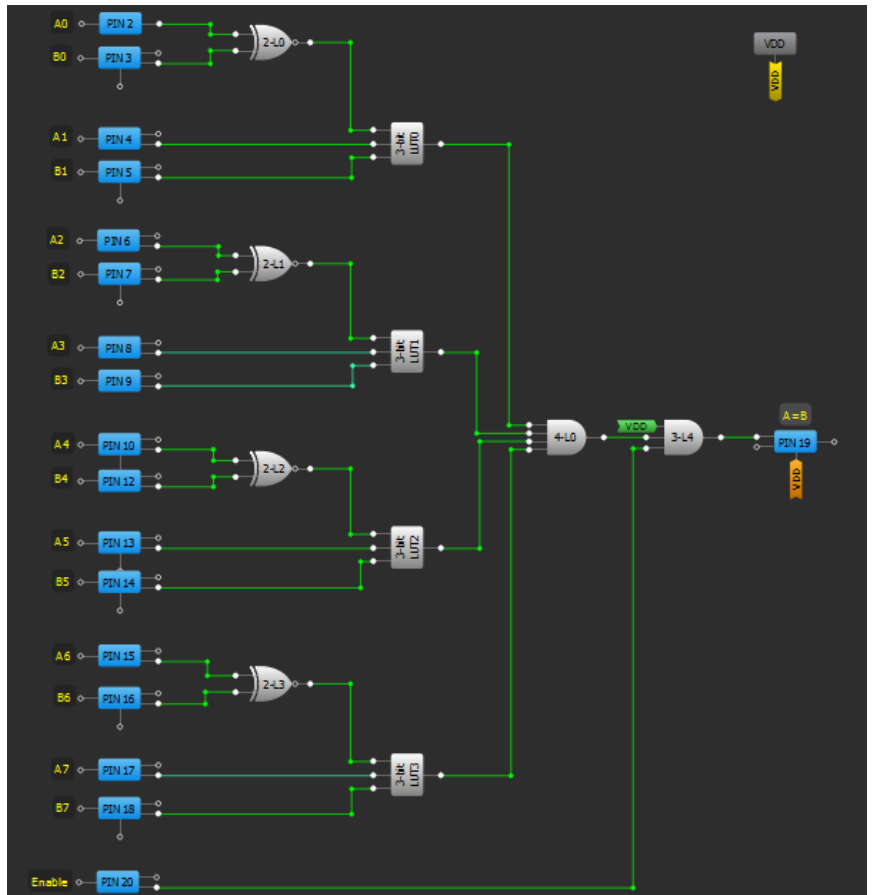 A0 PIN 2
2-L0
VDD
B0 PIN 3
VDD
A1 PIN 4
3-bit LUT0
B1 PIN 5
A2 PIN 6
2-L1
B2 PIN 7
A3 PIN 8
3-bit LUT1
B3 PIN 9
A=B
4-L0
VDD
3-L4
PIN 19
VDD
A4 PIN 10
2-L2
B4 PIN 12
A5 PIN 13
3-bit LUT2
B5 PIN 14
A6 PIN 15
2-L3
B6 PIN 16
A7 PIN 17
3-bit LUT3
B7 PIN 18
Enable PIN 20